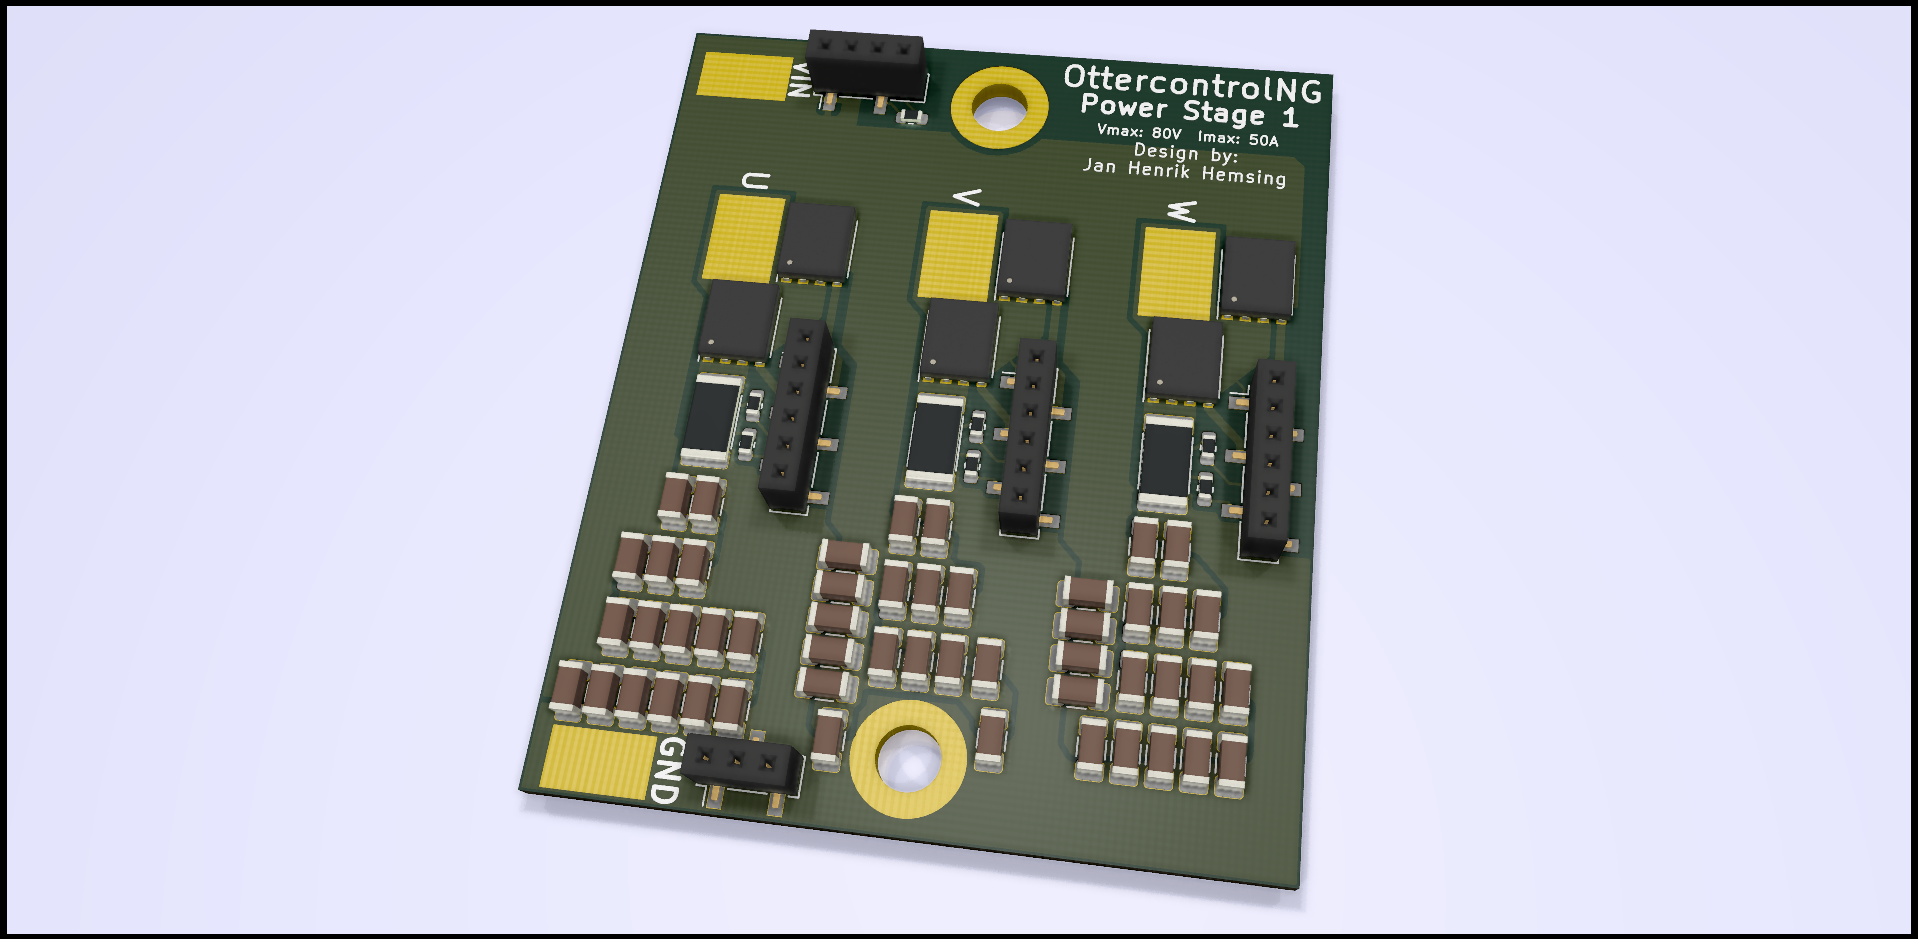 VIN
OttercontrolNG
Power Stage 1
Vmax: 80V Imax: 50A
Design by:
Jan Henrik Hemsing
U
V
W
GND